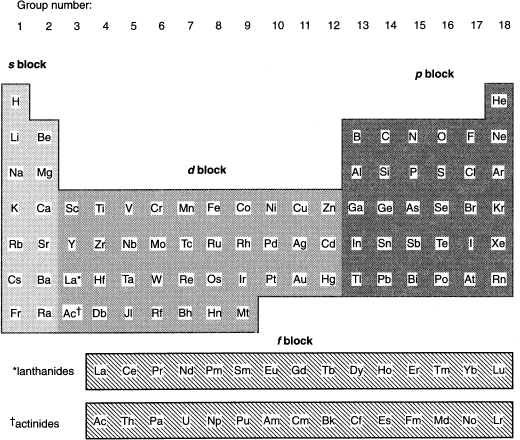 Group number:
1 2 3 4 5 6 7 8 9 10 11 12 13 14 15 16 17 18
s block
p block
H He
Li Be B C N O F Ne
d block
Na Mg Al Si P S Cl Ar
K Ca Sc Ti V Cr Mn Fe Co Ni Cu Zn Ga Ge As Se Br Kr
Rb Sr Y Zr Nb Mo Tc Ru Rh Pd Ag Cd In Sn Sb Te I Xe
Cs Ba La* Hf Ta W Re Os Ir Pt Au Hg Tl Pb Bi Po At Rn
Fr Ra Ac† Db Jl Rf Bh Hn Mt
f block
*lanthanides La Ce Pr Nd Pm Sm Eu Gd Tb Dy Ho Er Tm Yb Lu
†actinides Ac Th Pa U Np Pu Am Cm Bk Cf Es Fm Md No Lr